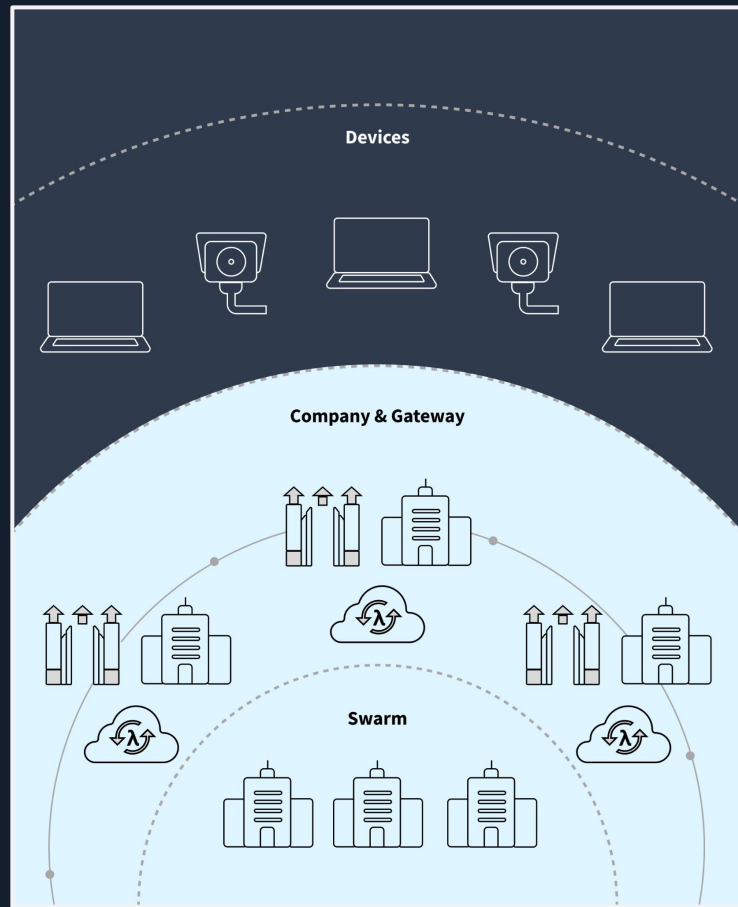 Devices
Company & Gateway
λ
λ
λ
Swarm